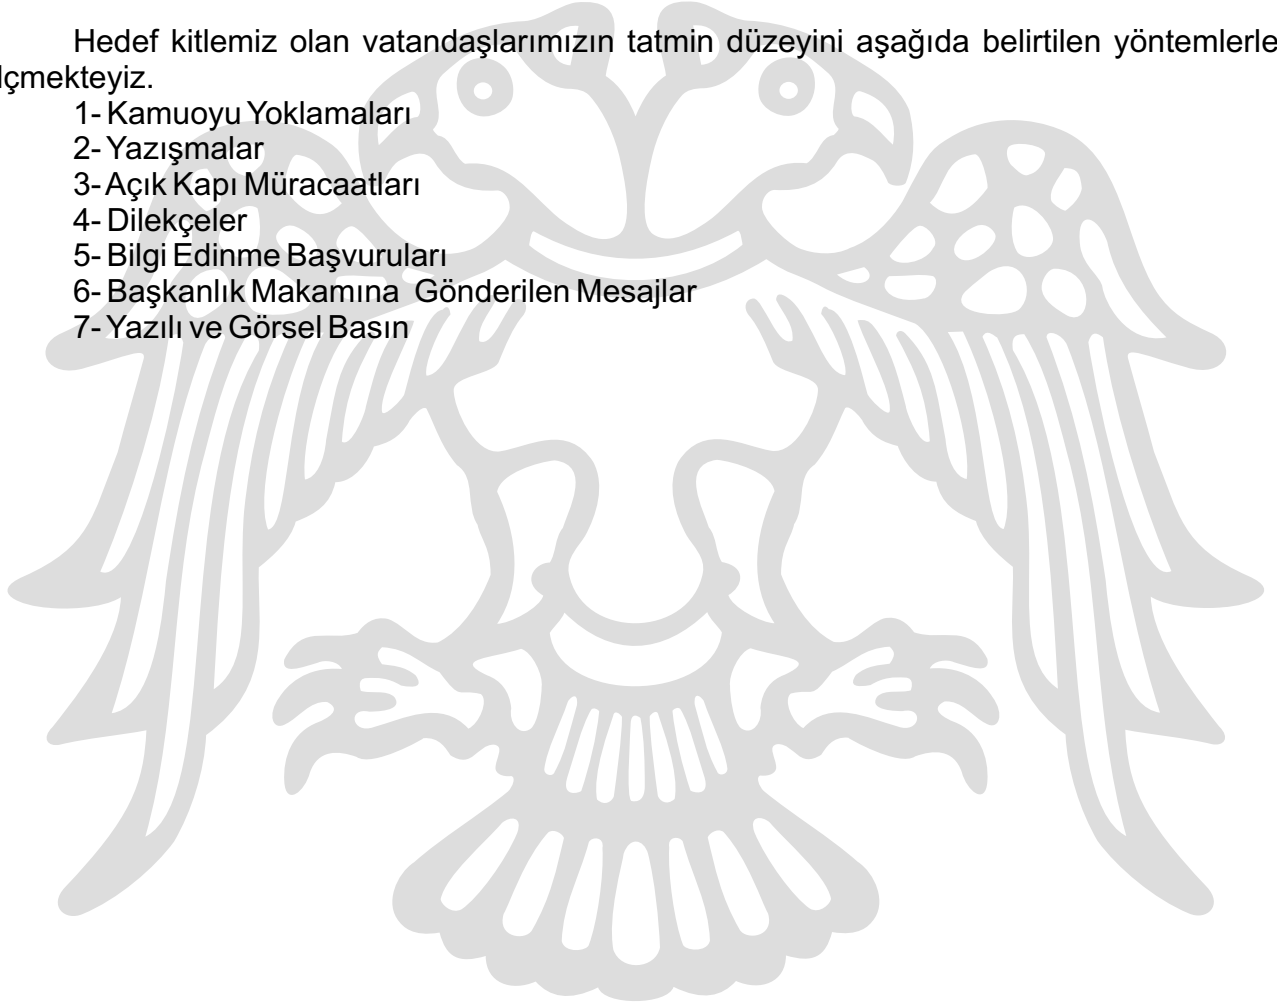 Hedef kitlemiz olan vatandaşlarımızın tatmin düzeyini aşağıda belirtilen yöntemlerle
lçmekteyiz.
1- Kamuoyu Yoklamaları
2- Yazışmalar
3- Açık Kapı Müracaatları
4- Dilekçeler
5- Bilgi Edinme Başvuruları
6- Başkanlık Makamına Gönderilen Mesajlar
7- Yazılı ve Görsel Basın